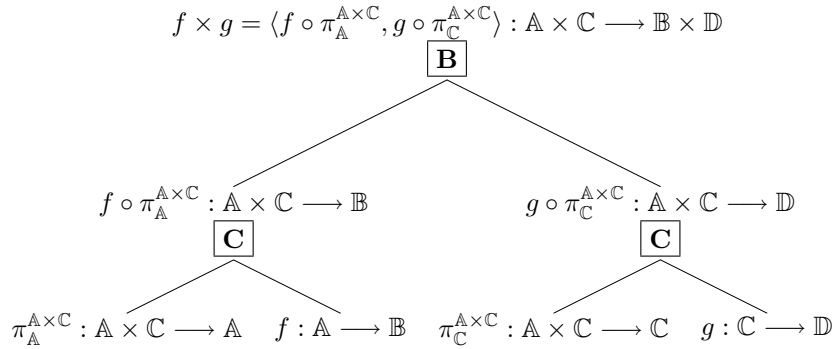 f × g = ⟨f ∘ π_𝔸^{𝔸×ℂ}, g ∘ π_ℂ^{𝔸×ℂ}⟩ : 𝔸 × ℂ ⟶ 𝔹 × 𝔻
B
f ∘ π_𝔸^{𝔸×ℂ} : 𝔸 × ℂ ⟶ 𝔹 g ∘ π_ℂ^{𝔸×ℂ} : 𝔸 × ℂ ⟶ 𝔻
C C
π_𝔸^{𝔸×ℂ} : 𝔸 × ℂ ⟶ 𝔸 f : 𝔸 ⟶ 𝔹 π_ℂ^{𝔸×ℂ} : 𝔸 × ℂ ⟶ ℂ g : ℂ ⟶ 𝔻